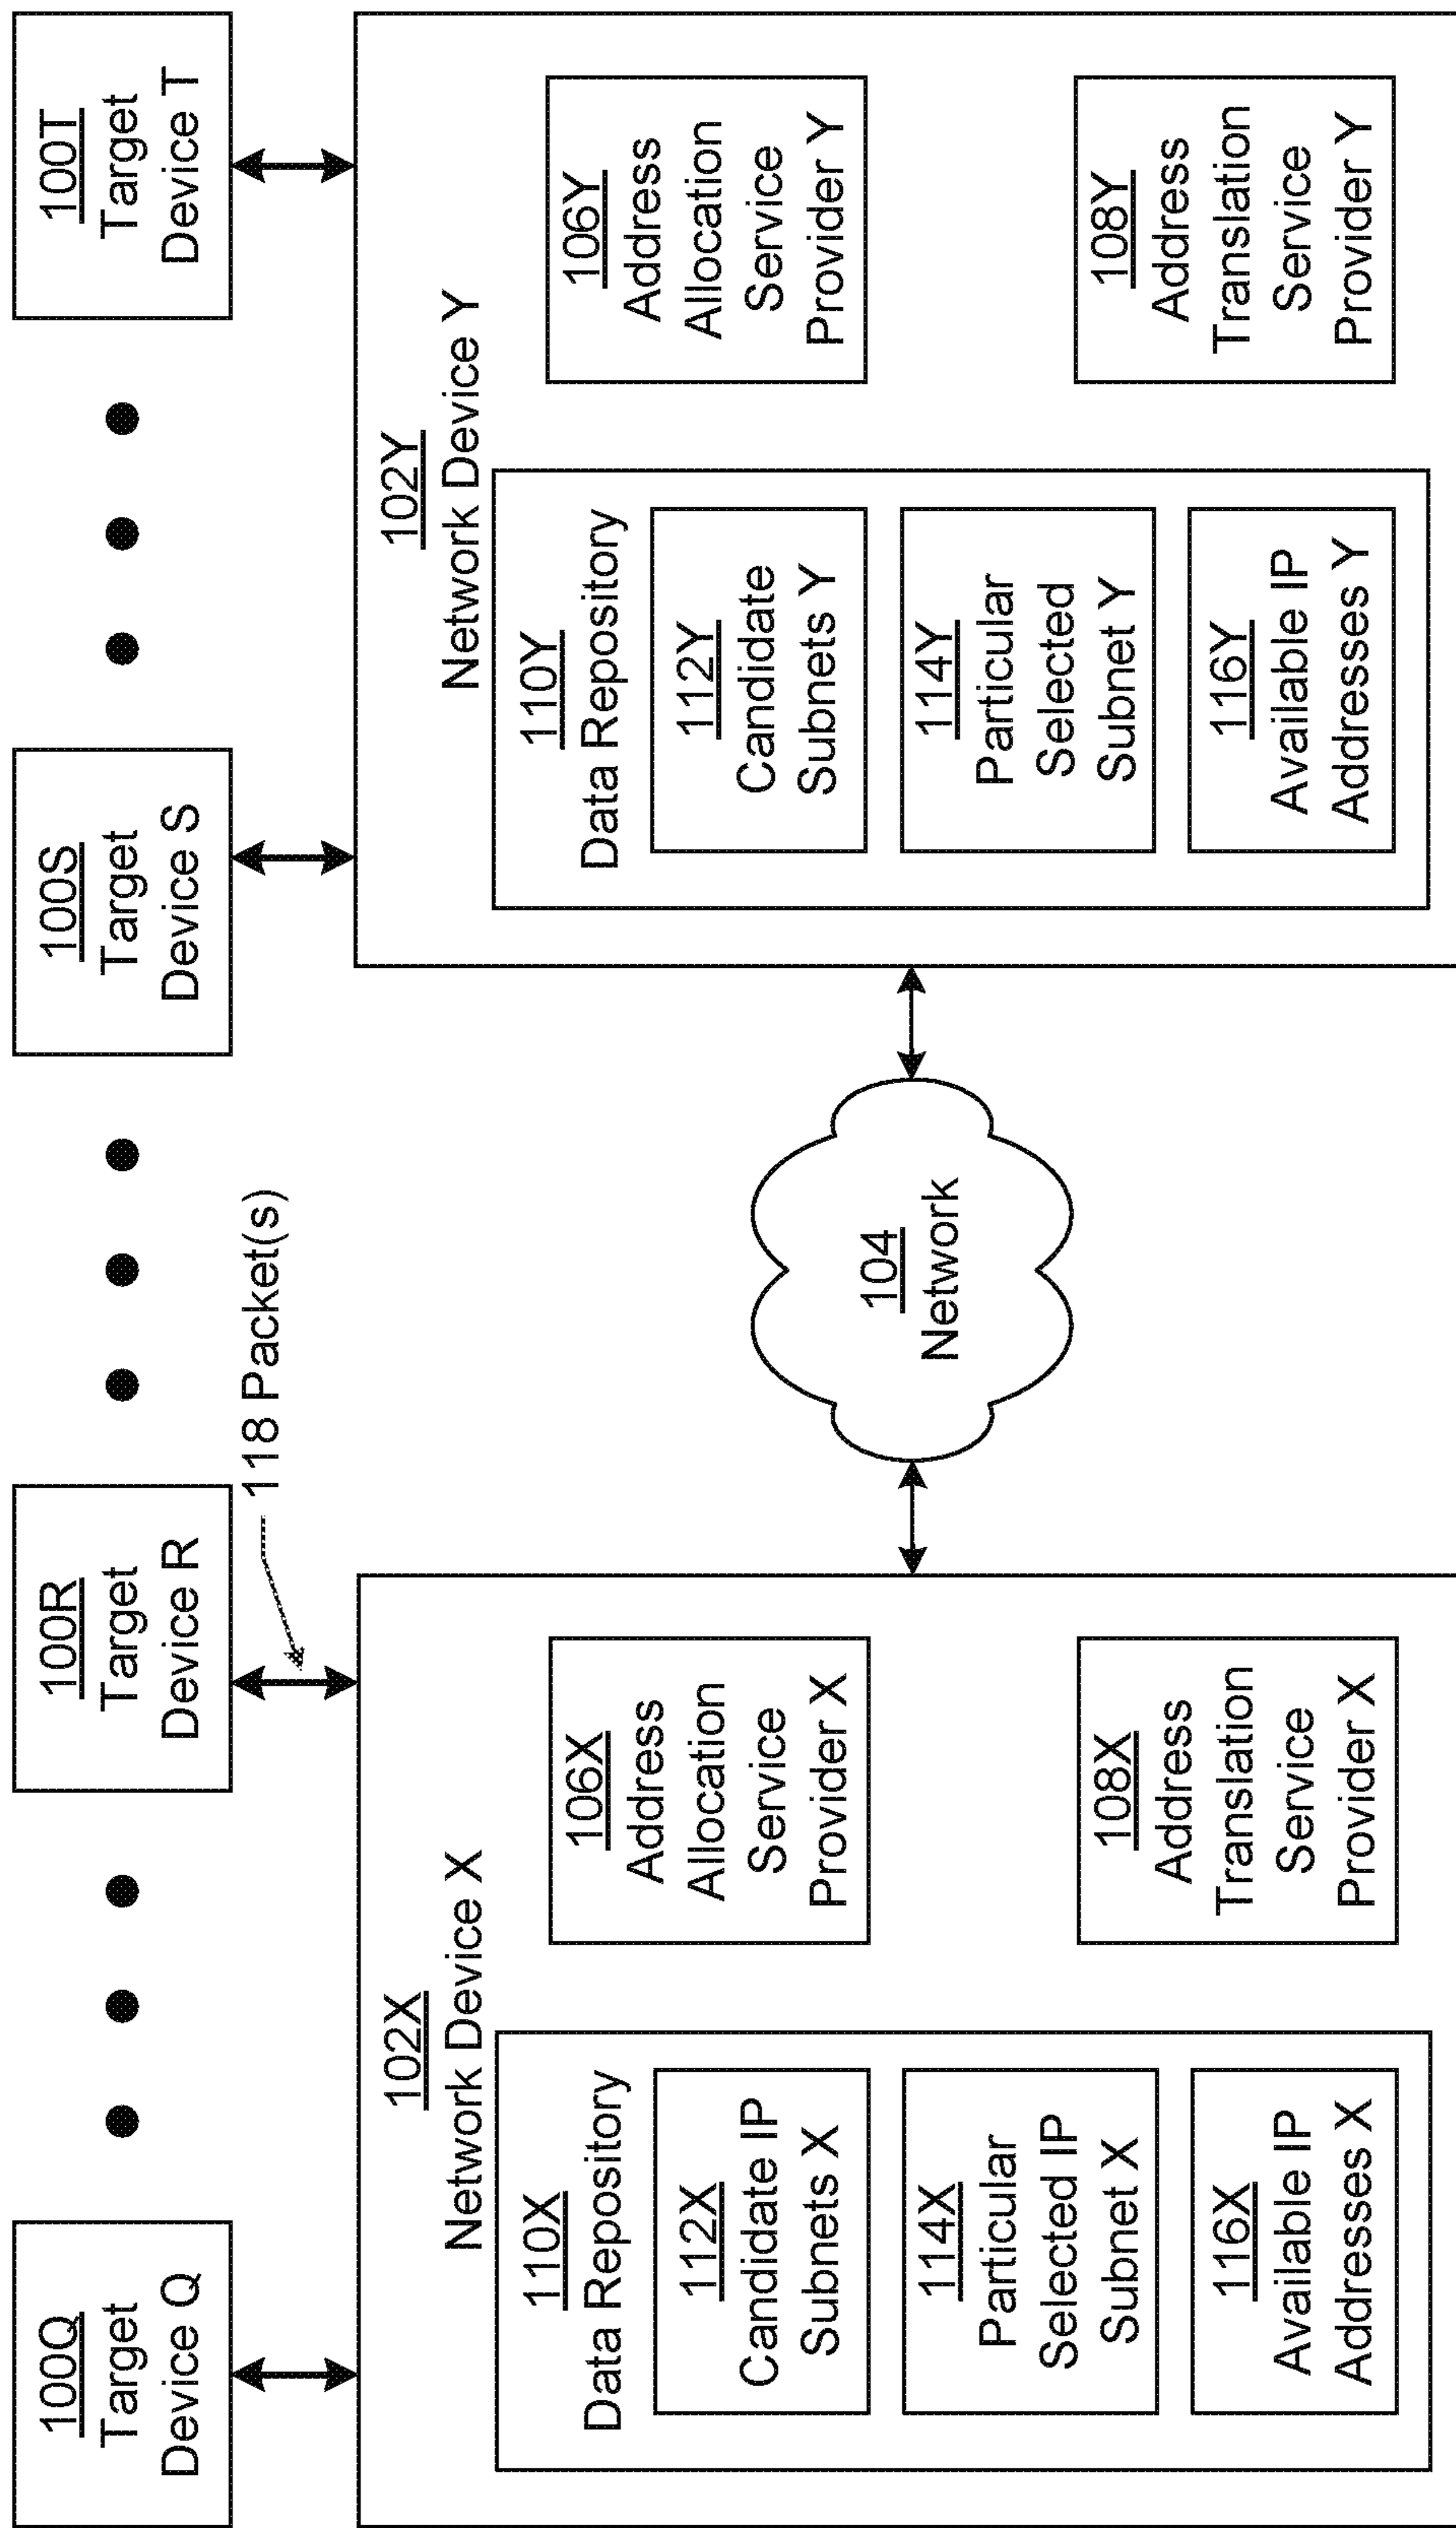 100Q
Target
Device Q
100R
Target
Device R
100S
Target
Device S
100T
Target
Device T
118 Packet(s)
102X
Network Device X
110X
Data Repository
112X
Candidate IP
Subnets X
114X
Particular
Selected IP
Subnet X
116X
Available IP
Addresses X
106X
Address
Allocation
Service
Provider X
108X
Address
Translation
Service
Provider X
104
Network
102Y
Network Device Y
110Y
Data Repository
112Y
Candidate
Subnets Y
114Y
Particular
Selected
Subnet Y
116Y
Available IP
Addresses Y
106Y
Address
Allocation
Service
Provider Y
108Y
Address
Translation
Service
Provider Y